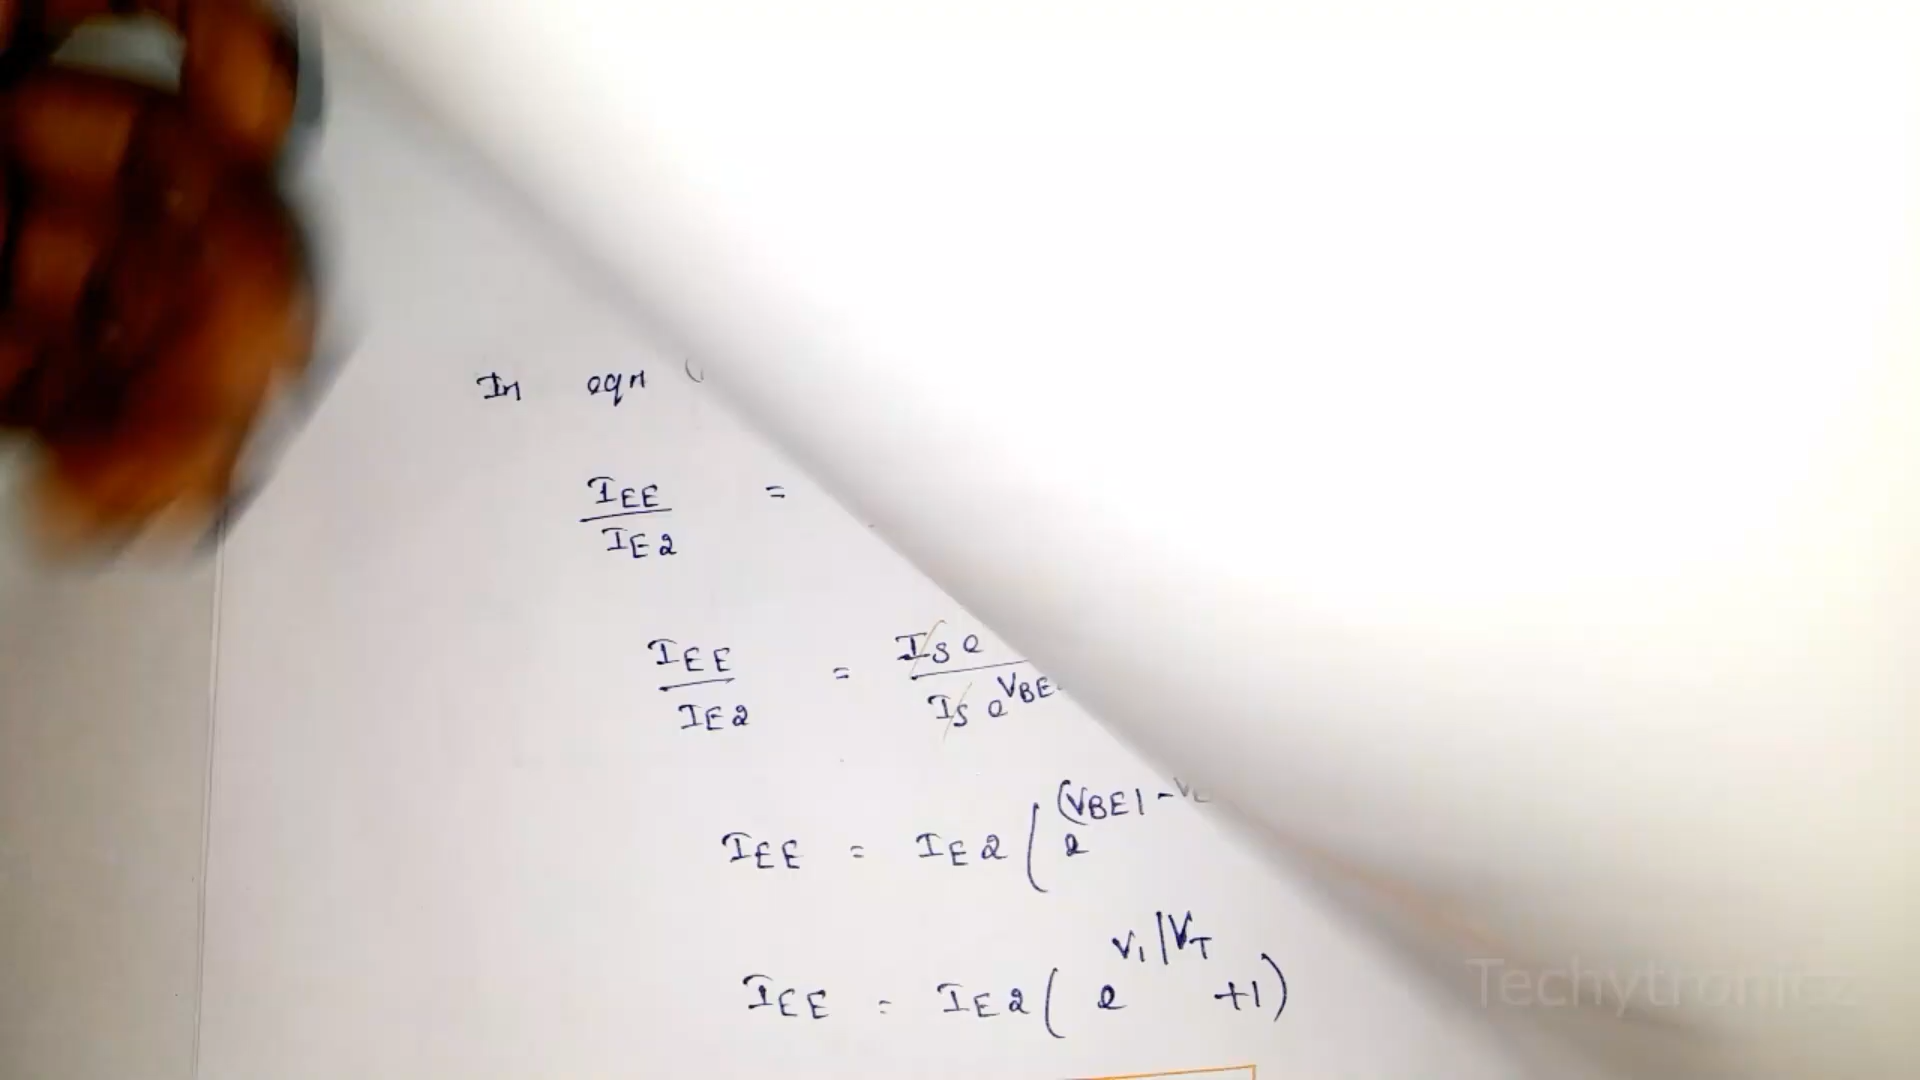 In eqn (
IEE / IE2 =
IEE / IE2 = IS e / IS e^VBE
IEE = IE2 ( e^(VBE1 -
IEE = IE2 ( e^V1/VT +1)
Techytronicz